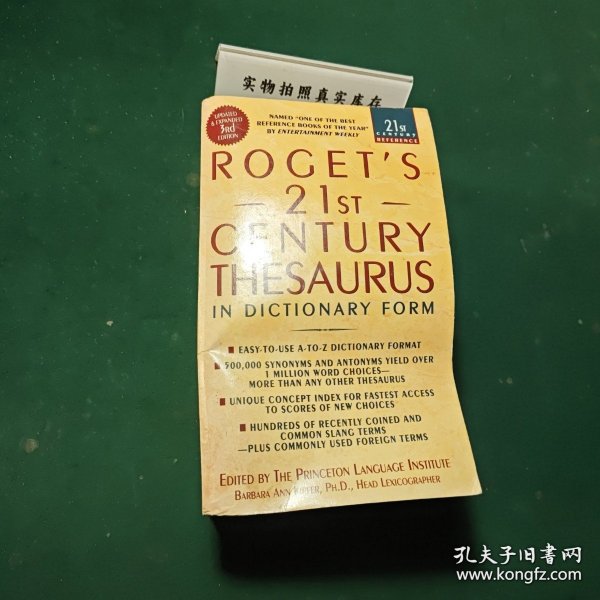 实物拍照真实库存
UPDATED
& EXPANDED
3RD
EDITION
NAMED "ONE OF THE BEST
REFERENCE BOOKS OF THE YEAR"
BY ENTERTAINMENT WEEKLY
21ST
CENTURY
REFERENCE
ROGET'S
— 21ST —
CENTURY
THESAURUS
IN DICTIONARY FORM
■ EASY-TO-USE A-TO-Z DICTIONARY FORMAT
■ 500,000 SYNONYMS AND ANTONYMS YIELD OVER
1 MILLION WORD CHOICES—
MORE THAN ANY OTHER THESAURUS
■ UNIQUE CONCEPT INDEX FOR FASTEST ACCESS
TO SCORES OF NEW CHOICES
■ HUNDREDS OF RECENTLY COINED AND
COMMON SLANG TERMS
—PLUS COMMONLY USED FOREIGN TERMS
EDITED BY THE PRINCETON LANGUAGE INSTITUTE
BARBARA ANN KIPFER, PH.D., HEAD LEXICOGRAPHER
孔夫子旧书网
www.kongfz.com